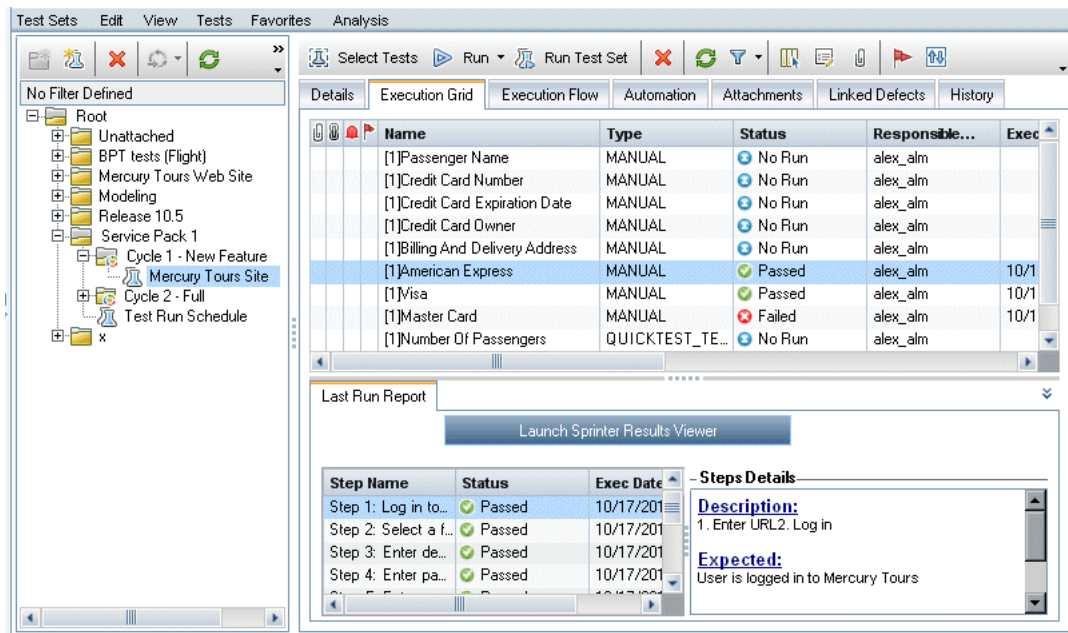 Test Sets Edit View Tests Favorites Analysis
»
Select Tests Run Run Test Set
No Filter Defined
Details Execution Grid Execution Flow Automation Attachments Linked Defects History
Root
Unattached
BPT tests (Flight)
Mercury Tours Web Site
Modeling
Release 10.5
Service Pack 1
Cycle 1 - New Feature
Mercury Tours Site
Cycle 2 - Full
Test Run Schedule
x
Name Type Status Responsible... Exec
[1]Passenger Name MANUAL No Run alex_alm
[1]Credit Card Number MANUAL No Run alex_alm
[1]Credit Card Expiration Date MANUAL No Run alex_alm
[1]Credit Card Owner MANUAL No Run alex_alm
[1]Billing And Delivery Address MANUAL No Run alex_alm
[1]American Express MANUAL Passed alex_alm 10/1
[1]Visa MANUAL Passed alex_alm 10/1
[1]Master Card MANUAL Failed alex_alm 10/1
[1]Number Of Passengers QUICKTEST_TE... No Run alex_alm
Last Run Report
Launch Sprinter Results Viewer
Step Name Status Exec Date
Step 1: Log in to... Passed 10/17/201
Step 2: Select a f... Passed 10/17/201
Step 3: Enter de... Passed 10/17/201
Step 4: Enter pa... Passed 10/17/201
Steps Details
Description:
1. Enter URL2. Log in
Expected:
User is logged in to Mercury Tours